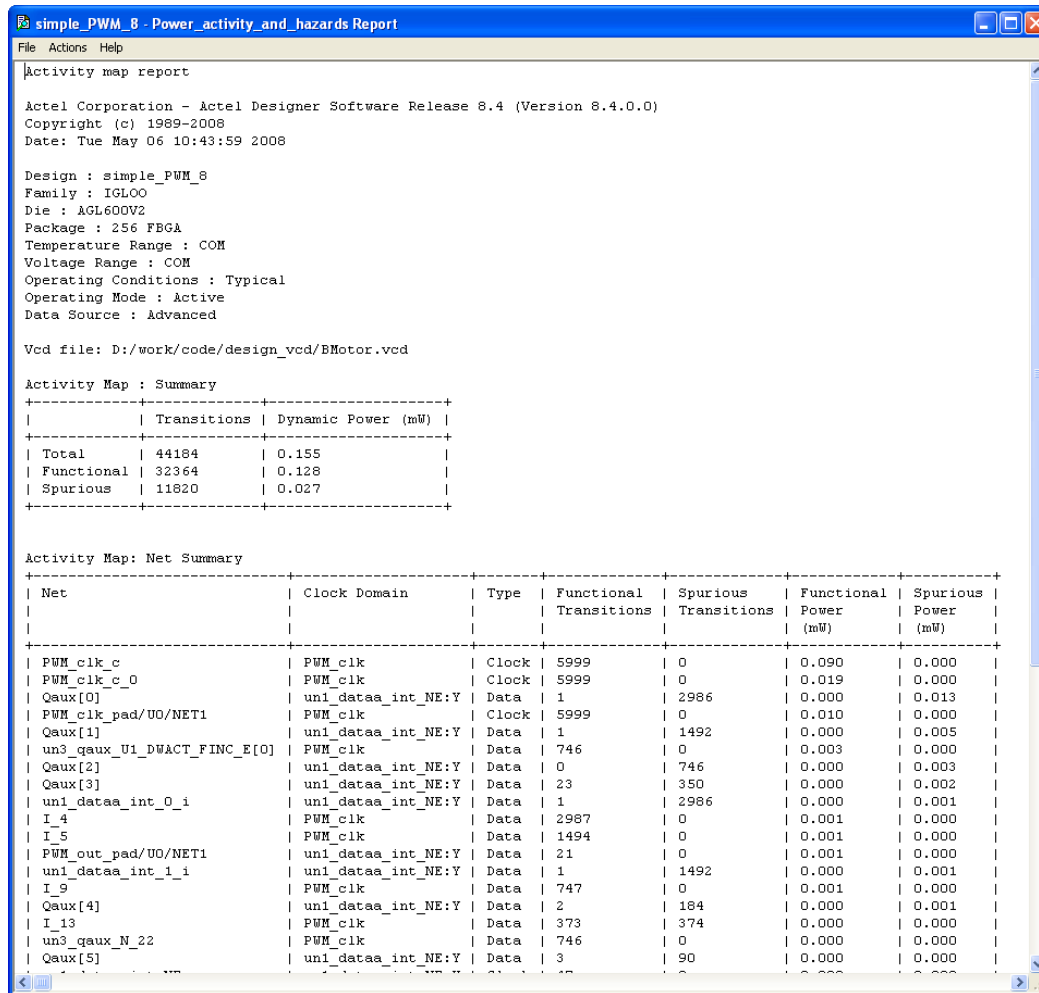 simple_PWM_8 - Power_activity_and_hazards Report
File Actions Help
Activity map report
Actel Corporation - Actel Designer Software Release 8.4 (Version 8.4.0.0)
Copyright (c) 1989-2008
Date: Tue May 06 10:43:59 2008
Design : simple_PWM_8
Family : IGLOO
Die : AGL600V2
Package : 256 FBGA
Temperature Range : COM
Voltage Range : COM
Operating Conditions : Typical
Operating Mode : Active
Data Source : Advanced
Vcd file: D:/work/code/design_vcd/BMotor.vcd
Activity Map : Summary
+------------+-------------+--------------------+
| | Transitions | Dynamic Power (mW) |
+------------+-------------+--------------------+
| Total | 44184 | 0.155 |
| Functional | 32364 | 0.128 |
| Spurious | 11820 | 0.027 |
+------------+-------------+--------------------+
Activity Map: Net Summary
+----------------------------+--------------------+-------+-------------+-------------+------------+----------+
| Net | Clock Domain | Type | Functional | Spurious | Functional | Spurious |
| | | | Transitions | Transitions | Power | Power |
| | | | | | (mW) | (mW) |
+----------------------------+--------------------+-------+-------------+-------------+------------+----------+
| PWM_clk_c | PWM_clk | Clock | 5999 | 0 | 0.090 | 0.000 |
| PWM_clk_c_0 | PWM_clk | Clock | 5999 | 0 | 0.019 | 0.000 |
| Qaux[0] | un1_dataa_int_NE:Y | Data | 1 | 2986 | 0.000 | 0.013 |
| PWM_clk_pad/U0/NET1 | PWM_clk | Clock | 5999 | 0 | 0.010 | 0.000 |
| Qaux[1] | un1_dataa_int_NE:Y | Data | 1 | 1492 | 0.000 | 0.005 |
| un3_qaux_U1_DWACT_FINC_E[0] | PWM_clk | Data | 746 | 0 | 0.003 | 0.000 |
| Qaux[2] | un1_dataa_int_NE:Y | Data | 0 | 746 | 0.000 | 0.003 |
| Qaux[3] | un1_dataa_int_NE:Y | Data | 23 | 350 | 0.000 | 0.002 |
| un1_dataa_int_0_i | un1_dataa_int_NE:Y | Data | 1 | 2986 | 0.000 | 0.001 |
| I_4 | PWM_clk | Data | 2987 | 0 | 0.001 | 0.000 |
| I_5 | PWM_clk | Data | 1494 | 0 | 0.001 | 0.000 |
| PWM_out_pad/U0/NET1 | un1_dataa_int_NE:Y | Data | 21 | 0 | 0.001 | 0.000 |
| un1_dataa_int_1_i | un1_dataa_int_NE:Y | Data | 1 | 1492 | 0.000 | 0.001 |
| I_9 | PWM_clk | Data | 747 | 0 | 0.001 | 0.000 |
| Qaux[4] | un1_dataa_int_NE:Y | Data | 2 | 184 | 0.000 | 0.001 |
| I_13 | PWM_clk | Data | 373 | 374 | 0.000 | 0.000 |
| un3_qaux_N_22 | PWM_clk | Data | 746 | 0 | 0.000 | 0.000 |
| Qaux[5] | un1_dataa_int_NE:Y | Data | 3 | 90 | 0.000 | 0.000 |